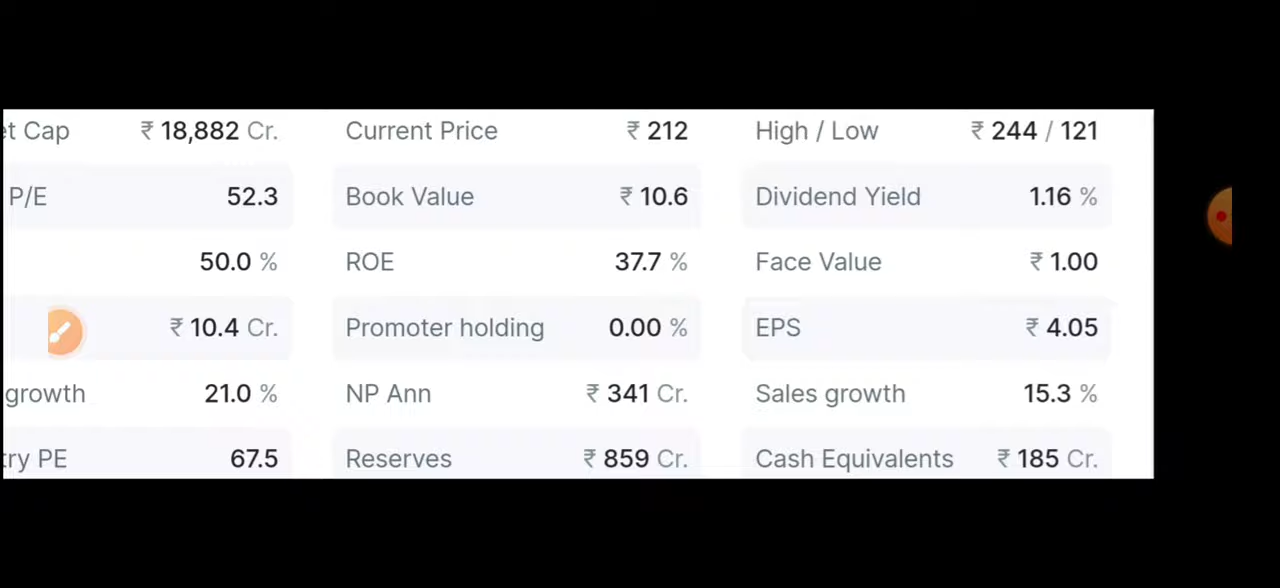 et Cap ₹ 18,882 Cr. Current Price ₹ 212 High / Low ₹ 244 / 121
P/E 52.3 Book Value ₹ 10.6 Dividend Yield 1.16 %
50.0 % ROE 37.7 % Face Value ₹ 1.00
₹ 10.4 Cr. Promoter holding 0.00 % EPS ₹ 4.05
growth 21.0 % NP Ann ₹ 341 Cr. Sales growth 15.3 %
try PE 67.5 Reserves ₹ 859 Cr. Cash Equivalents ₹ 185 Cr.